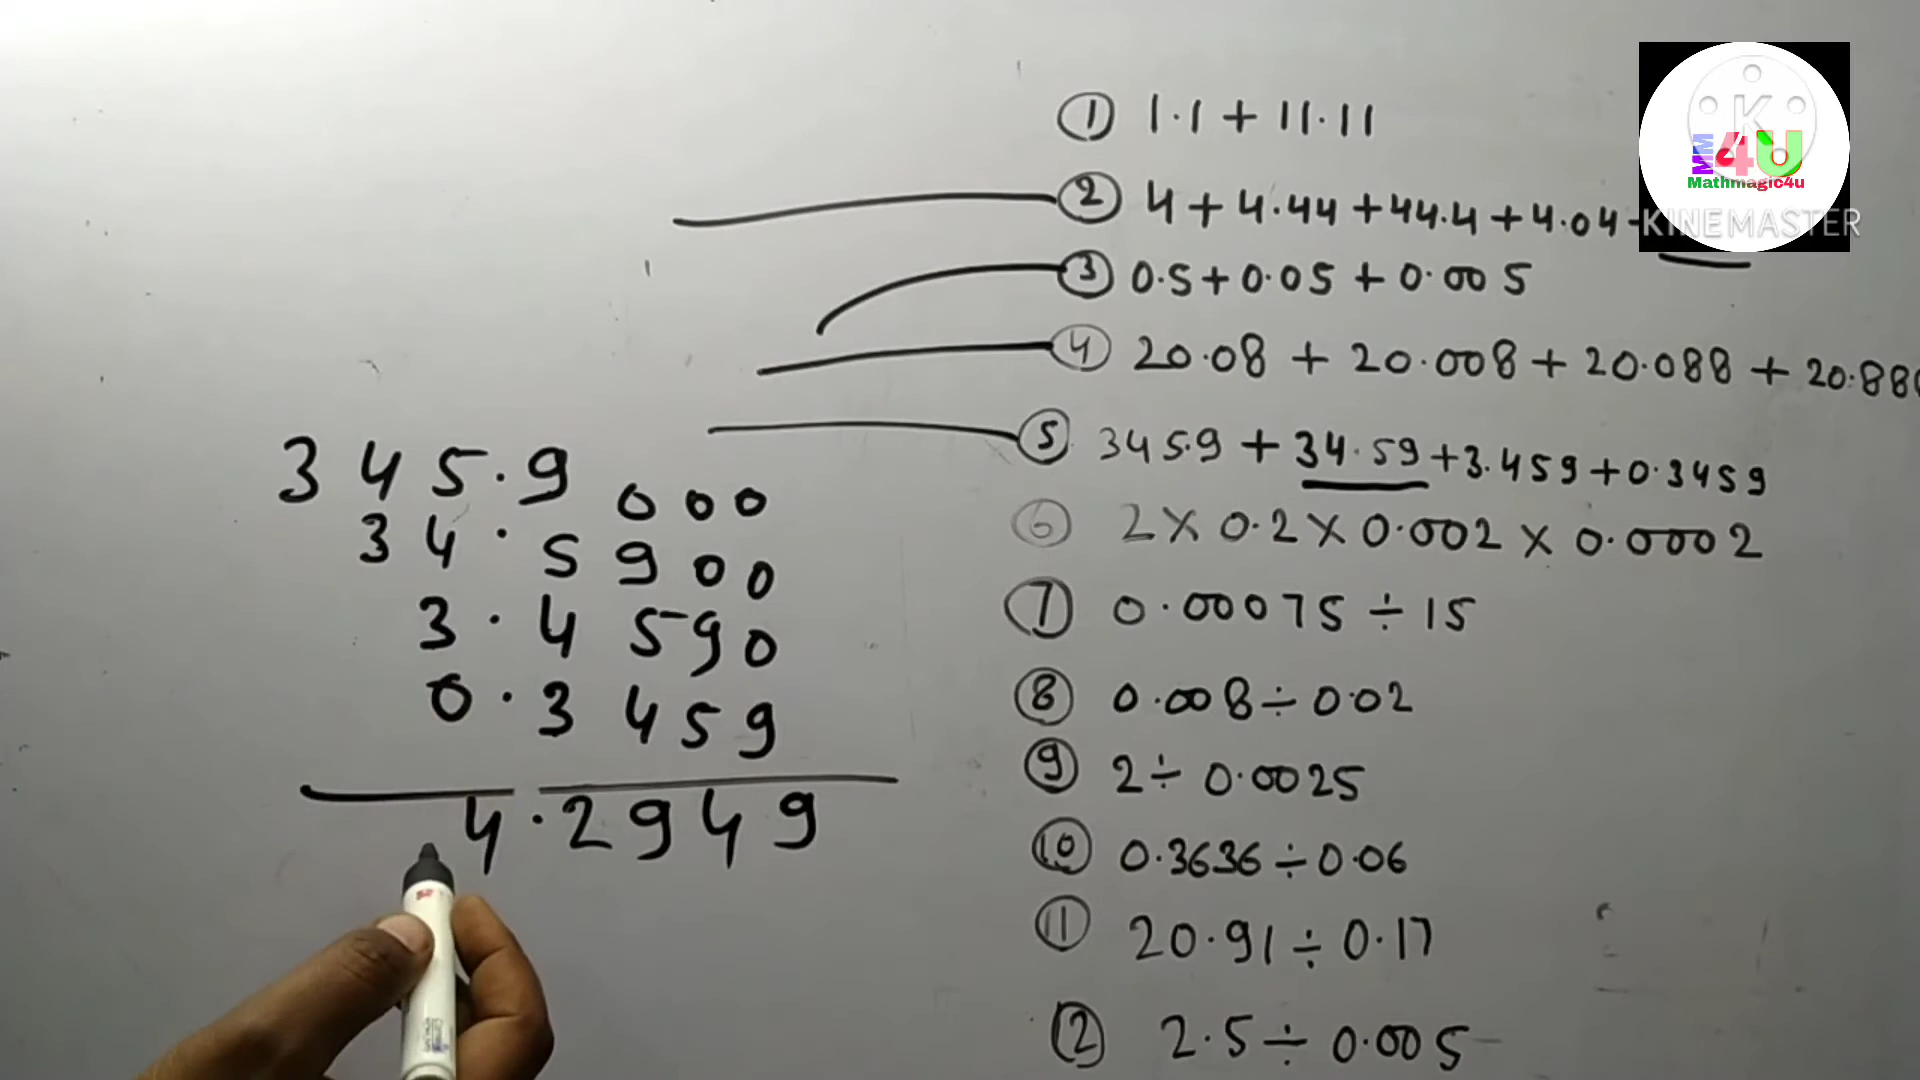 ① 1.1 + 11.11
② 4 + 4.44 + 44.4 + 4.04
③ 0.5 + 0.05 + 0.005
④ 20.08 + 20.008 + 20.088 + 20.88
⑤ 345.9 + 34.59 + 3.459 + 0.3459
⑥ 2 × 0.2 × 0.002 × 0.0002
⑦ 0.00075 ÷ 15
⑧ 0.008 ÷ 0.02
⑨ 2 ÷ 0.0025
⑩ 0.3636 ÷ 0.06
⑪ 20.91 ÷ 0.17
⑫ 2.5 ÷ 0.005
345.9000
34.5900
3.4590
0.3459
4.2949
K
MM4U
Mathmagic4u
KINEMASTER